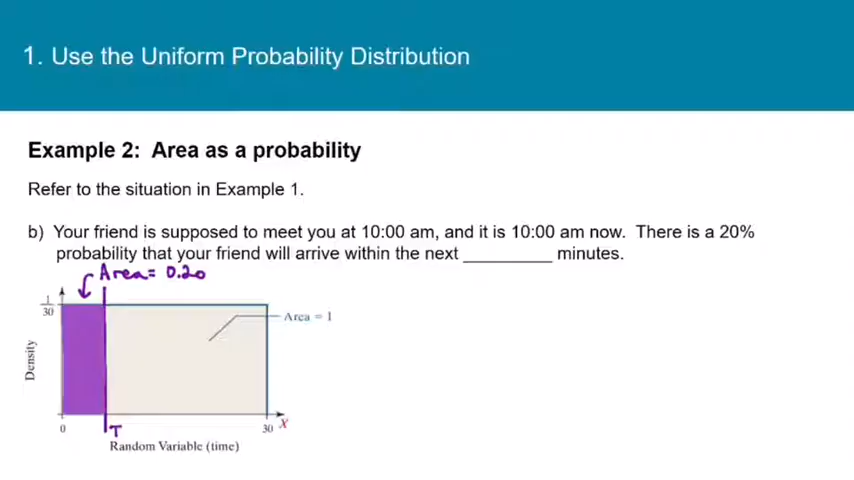 1. Use the Uniform Probability Distribution
Example 2: Area as a probability
Refer to the situation in Example 1.
b) Your friend is supposed to meet you at 10:00 am, and it is 10:00 am now. There is a 20%
probability that your friend will arrive within the next _________ minutes.
Area = 0.20
1
30
Area = 1
Density
0
T
30
X
Random Variable (time)